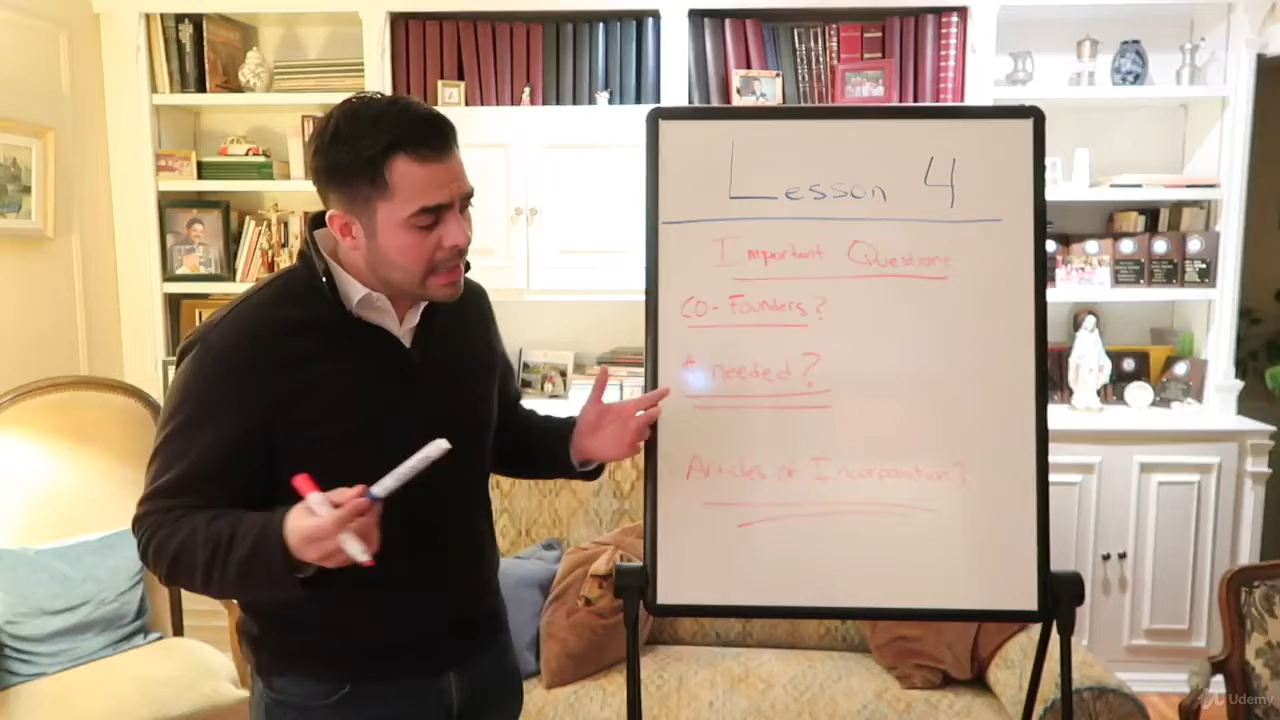 Lesson 4
Important Questions
CO-Founders?
needed?
Articles of Incorporation?
Udemy